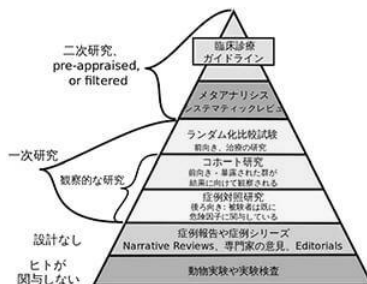 二次研究、
pre-appraised,
or filtered
臨床診療
ガイドライン
メタアナリシス
システマティックレビュ
一次研究
ランダム化比較試験
前向き、治療の研究
観察的な研究
コホート研究
前向き - 暴露された群が
結果に向けて観察される
症例対照研究
後ろ向き: 被験者は既に
危険因子に関与している
設計なし
症例報告や症例シリーズ
Narrative Reviews、専門家の意見、Editorials
ヒトが
関与しない
動物実験や実験検査